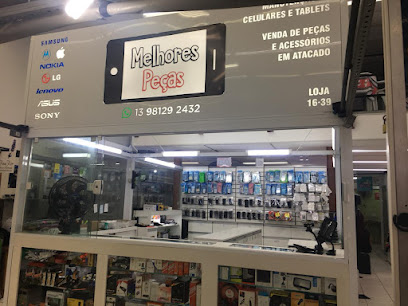 MANUTEN
CELULARES E TABLETS
VENDA DE PEÇAS
E ACESSORIOS
EM ATACADO
LOJA
16-39
SAMSUNG
NOKIA
LG
lenovo
ASUS
SONY
Melhores
Peças
13 98129 2432